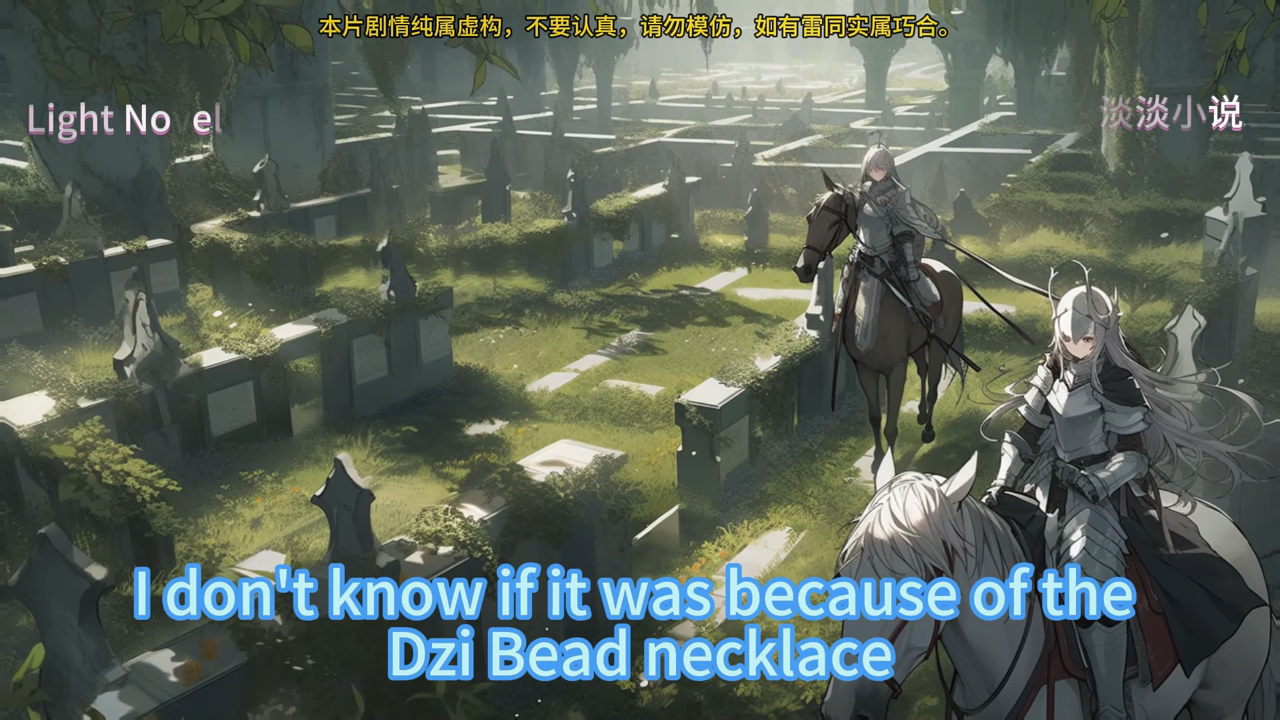 本片剧情纯属虚构，不要认真，请勿模仿，如有雷同实属巧合。
Light No el
淡淡小说
I don't know if it was because of the
Dzi Bead necklace